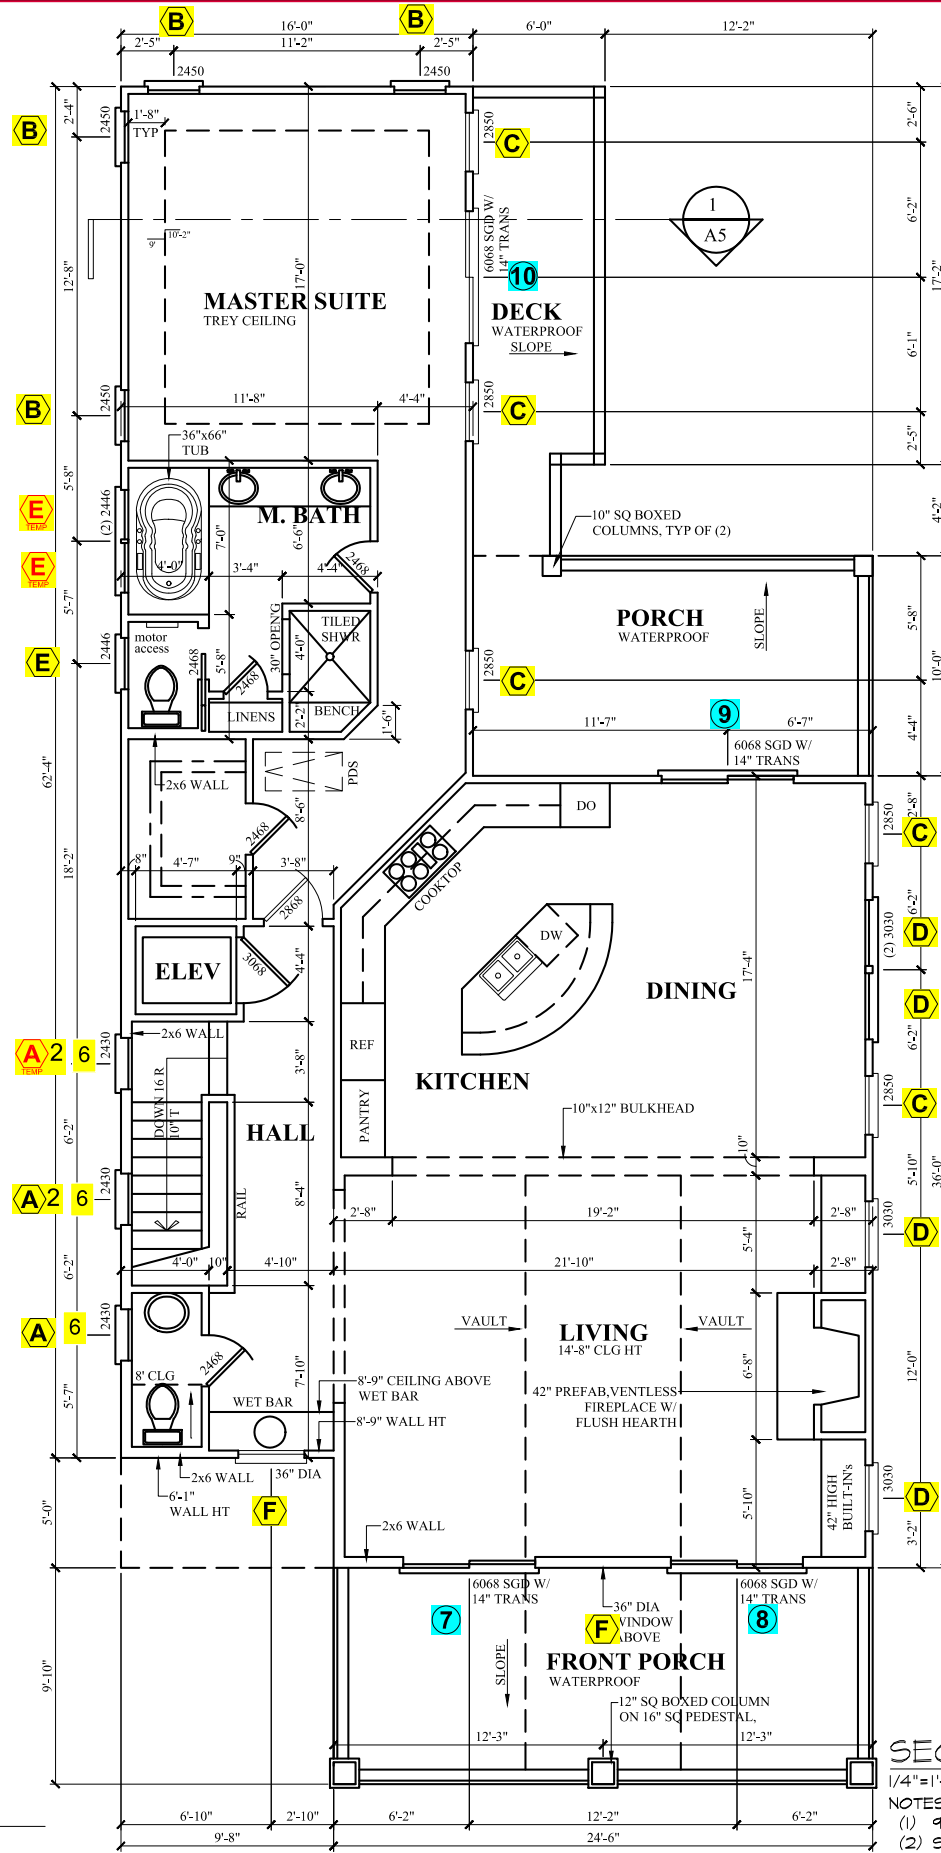 B
B
16'-0"
6'-0"
12'-2"
2'-5"
11'-2"
2'-5"
2450
2450
2'-4"
2450
B
1'-8"
TYP
2850
C
2'-6"
1
A5
6'-2"
17'-2"
6068 SGD W/
14" TRANS
10'-2"
9'
12'-8"
17'-0"
10
MASTER SUITE
TREY CEILING
DECK
WATERPROOF
SLOPE
6'-1"
B
2450
11'-8"
4'-4"
2850
C
2'-5"
36"x66"
TUB
5'-8"
E
TEMP
(2) 2446
M. BATH
7'-0"
6'-6"
10" SQ BOXED
COLUMNS, TYP OF (2)
4'-2"
E
TEMP
4'-0"
3'-4"
4'-4"
2468
5'-7"
PORCH
WATERPROOF
SLOPE
5'-8"
motor
access
E
2446
2468
5'-8"
2468
30" OPEN'G
TILED
SHWR
4'-0"
2850
C
10'-0"
LINENS
2'-2"
BENCH
1'-6"
11'-7"
9
6'-7"
4'-4"
6068 SGD W/
14" TRANS
62'-4"
2x6 WALL
PDS
8'-6"
DO
2'-8"
2850
C
18'-2"
8"
4'-7"
9"
2468
3'-8"
COOKTOP
2868
6'-2"
(2) 3030
D
DW
4'-4"
3068
ELEV
17'-4"
DINING
D
6'-2"
2x6 WALL
REF
A
TEMP
2 6
2430
3'-8"
KITCHEN
DOWN 16 R
10" T
2850
C
PANTRY
10"x12" BULKHEAD
HALL
6'-2"
10"
5'-10"
36'-0"
A
2 6
2430
RAIL
8'-4"
2'-8"
19'-2"
2'-8"
3030
D
5'-4"
6'-2"
4'-0"
10"
4'-10"
21'-10"
2'-8"
A
6
2430
VAULT
VAULT
LIVING
14'-8" CLG HT
12'-0"
2468
8' CLG
7'-10"
6'-8"
5'-7"
8'-9" CEILING ABOVE
WET BAR
WET BAR
42" PREFAB,VENTLESS
FIREPLACE W/
FLUSH HEARTH
8'-9" WALL HT
2x6 WALL
36" DIA
6'-1"
WALL HT
F
5'-10"
42" HIGH
BUILT-IN's
3030
D
5'-0"
2x6 WALL
3'-2"
6068 SGD W/
14" TRANS
6068 SGD W/
14" TRANS
7
36" DIA
WINDOW
ABOVE
F
8
9'-10"
SLOPE
FRONT PORCH
WATERPROOF
12" SQ BOXED COLUMN
ON 16" SQ PEDESTAL,
12'-3"
12'-3"
6'-10"
2'-10"
6'-2"
12'-2"
6'-2"
9'-8"
24'-6"
NOTES
(1)
(2)